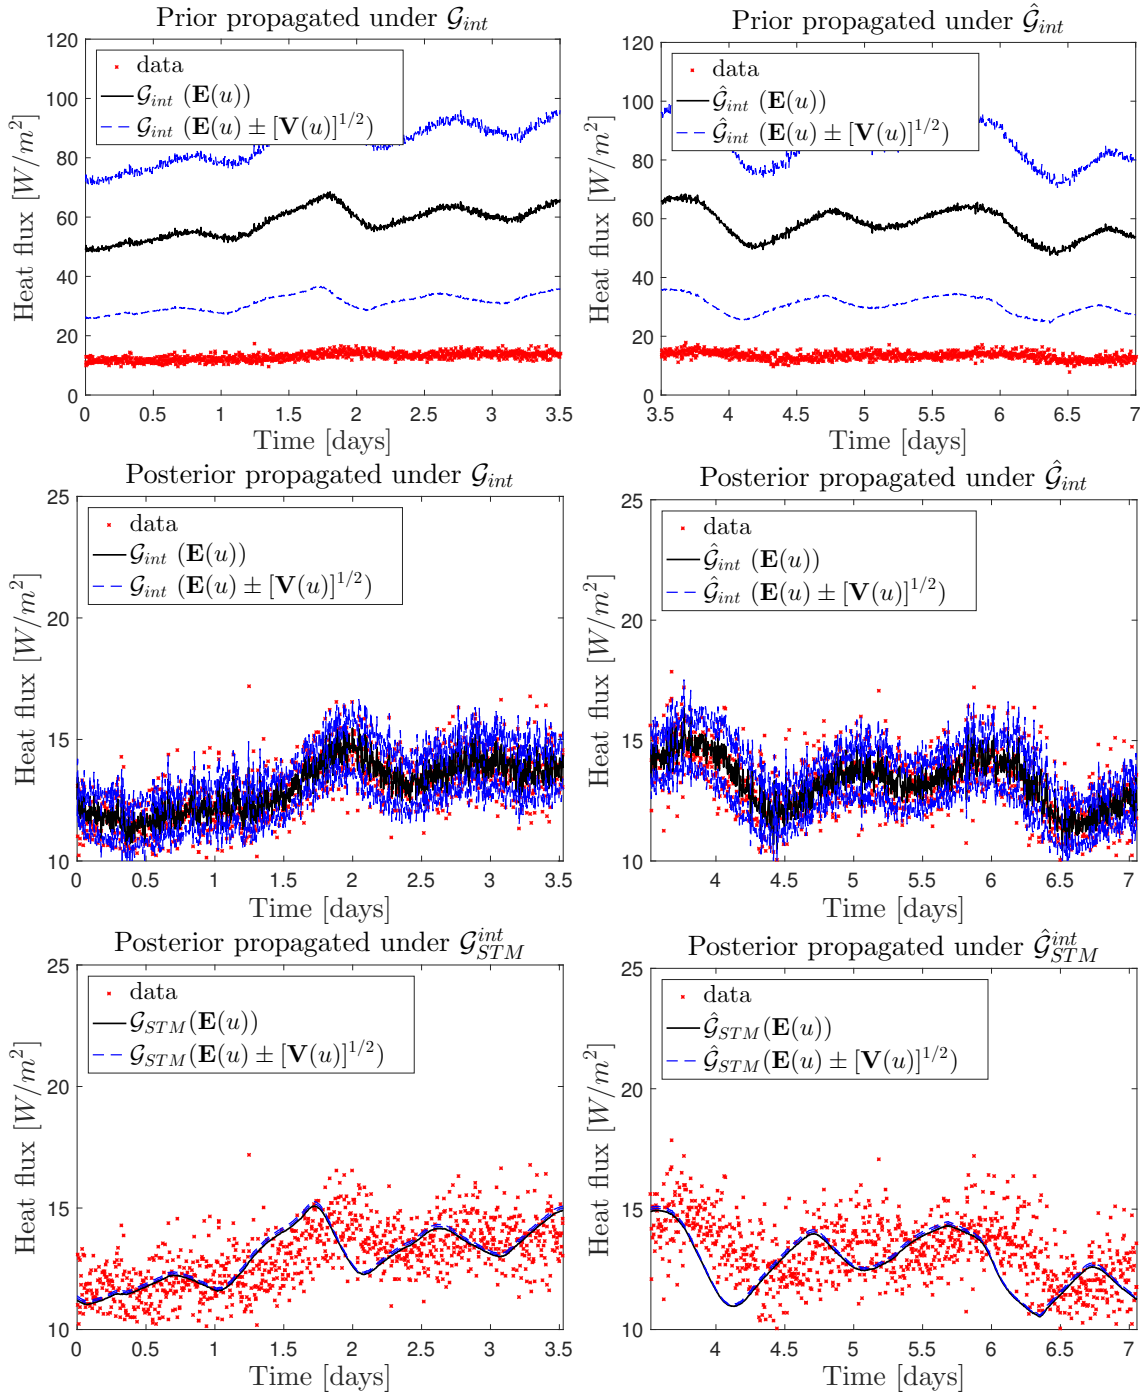 Prior propagated under 𝒢_int
120
100
80
60
40
20
0
Heat flux [W/m²]
data
𝒢_int (E(u))
𝒢_int (E(u) ± [V(u)]^1/2)
0 0.5 1 1.5 2 2.5 3 3.5
Time [days]
Prior propagated under 𝒢̂_int
120
100
80
60
40
20
0
Heat flux [W/m²]
data
𝒢̂_int (E(u))
𝒢̂_int (E(u) ± [V(u)]^1/2)
3.5 4 4.5 5 5.5 6 6.5 7
Time [days]
Posterior propagated under 𝒢_int
25
20
15
10
Heat flux [W/m²]
data
𝒢_int (E(u))
𝒢_int (E(u) ± [V(u)]^1/2)
0 0.5 1 1.5 2 2.5 3 3.5
Time [days]
Posterior propagated under 𝒢̂_int
25
20
15
10
Heat flux [W/m²]
data
𝒢̂_int (E(u))
𝒢̂_int (E(u) ± [V(u)]^1/2)
4 4.5 5 5.5 6 6.5 7
Time [days]
Posterior propagated under 𝒢_STM^int
25
20
15
10
Heat flux [W/m²]
data
𝒢_STM(E(u))
𝒢_STM(E(u) ± [V(u)]^1/2)
0 0.5 1 1.5 2 2.5 3 3.5
Time [days]
Posterior propagated under 𝒢̂_STM^int
25
20
15
10
Heat flux [W/m²]
data
𝒢̂_STM(E(u))
𝒢̂_STM(E(u) ± [V(u)]^1/2)
4 4.5 5 5.5 6 6.5 7
Time [days]